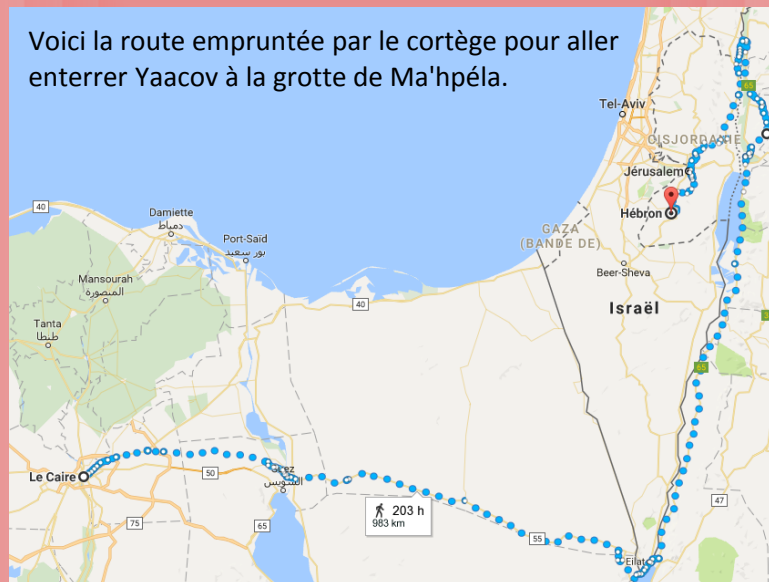 Voici la route empruntée par le cortège pour aller
enterrer Yaacov à la grotte de Ma'hpéla.
65
Tel-Aviv
CISJORDANIE
Jérusalem
Hébron
40
Damiette
دمياط
Port-Saïd
بور سعيد
GAZA
(BANDE DE)
Beer-Sheva
Mansourah
المنصورة
40
Israël
Tanta
طنطا
65
Le Caire
50
السويس
203 h
983 km
47
75
65
55
Eilat